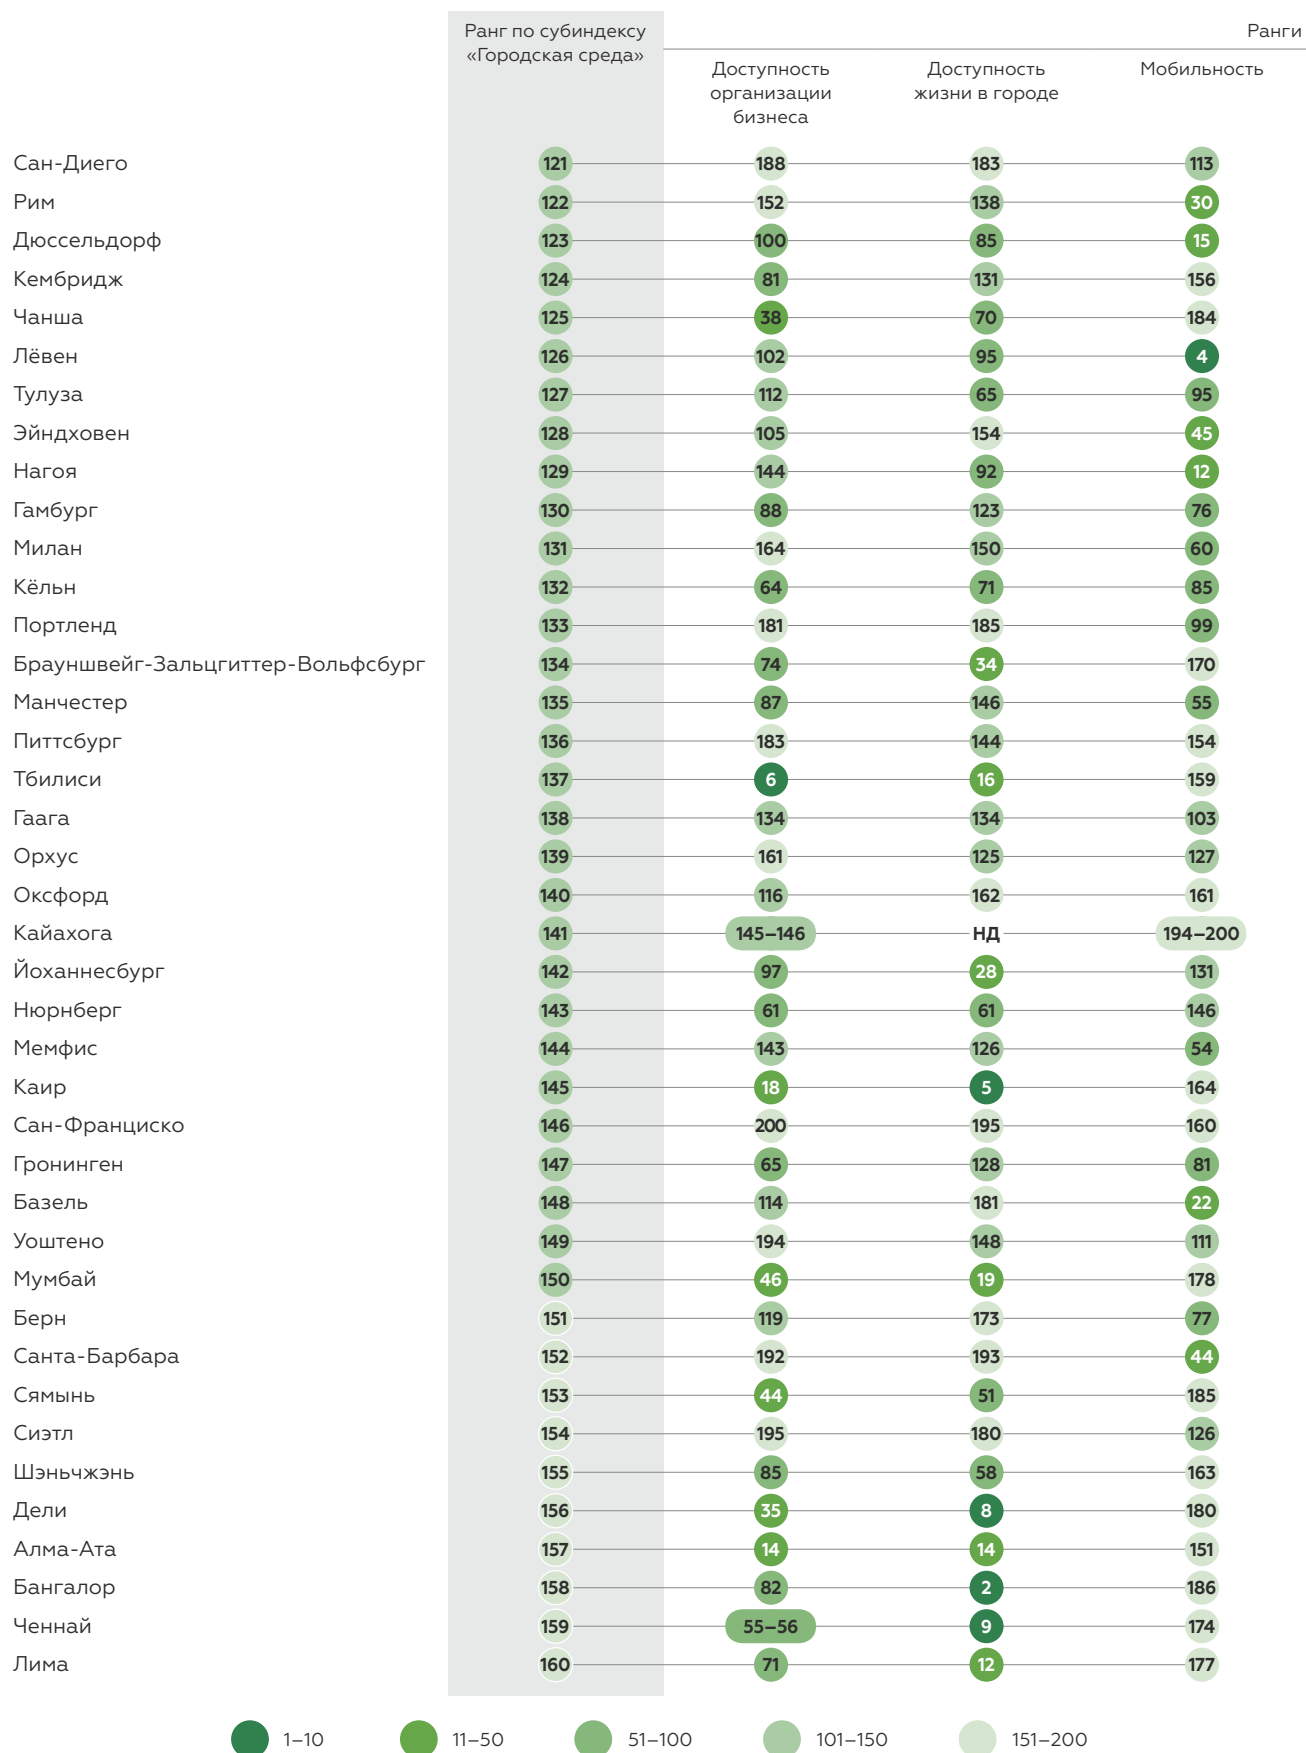 Ранг по субиндексу
«Городская среда»
Ранги
Доступность
организации
бизнеса
Доступность
жизни в городе
Мобильность
Сан-Диего 121 188 183 113
Рим 122 152 138 30
Дюссельдорф 123 100 85 15
Кембридж 124 81 131 156
Чанша 125 38 70 184
Лёвен 126 102 95 4
Тулуза 127 112 65 95
Эйндховен 128 105 154 45
Нагоя 129 144 92 12
Гамбург 130 88 123 76
Милан 131 164 150 60
Кёльн 132 64 71 85
Портленд 133 181 185 99
Брауншвейг-Зальцгиттер-Вольфсбург 134 74 34 170
Манчестер 135 87 146 55
Питтсбург 136 183 144 154
Тбилиси 137 6 16 159
Гаага 138 134 134 103
Орхус 139 161 125 127
Оксфорд 140 116 162 161
Кайахога 141 145–146 НД 194–200
Йоханнесбург 142 97 28 131
Нюрнберг 143 61 61 146
Мемфис 144 143 126 54
Каир 145 18 5 164
Сан-Франциско 146 200 195 160
Гронинген 147 65 128 81
Базель 148 114 181 22
Уоштено 149 194 148 111
Мумбай 150 46 19 178
Берн 151 119 173 77
Санта-Барбара 152 192 193 44
Сямынь 153 44 51 185
Сиэтл 154 195 180 126
Шэньчжэнь 155 85 58 163
Дели 156 35 8 180
Алма-Ата 157 14 14 151
Бангалор 158 82 2 186
Ченнай 159 55–56 9 174
Лима 160 71 12 177
1–10 11–50 51–100 101–150 151–200